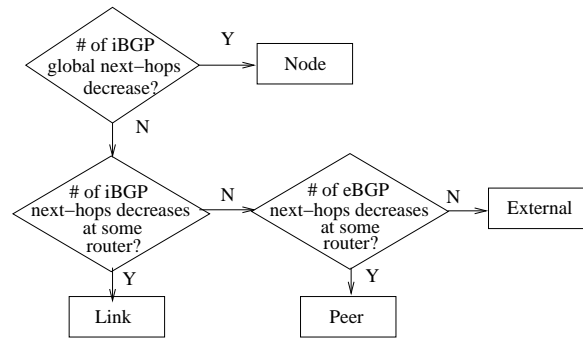 # of iBGP
global next-hops
decrease?
Y
Node
N
# of iBGP
next-hops decreases
at some
router?
N
# of eBGP
next-hops decreases
at some
router?
N
External
Y
Link
Y
Peer